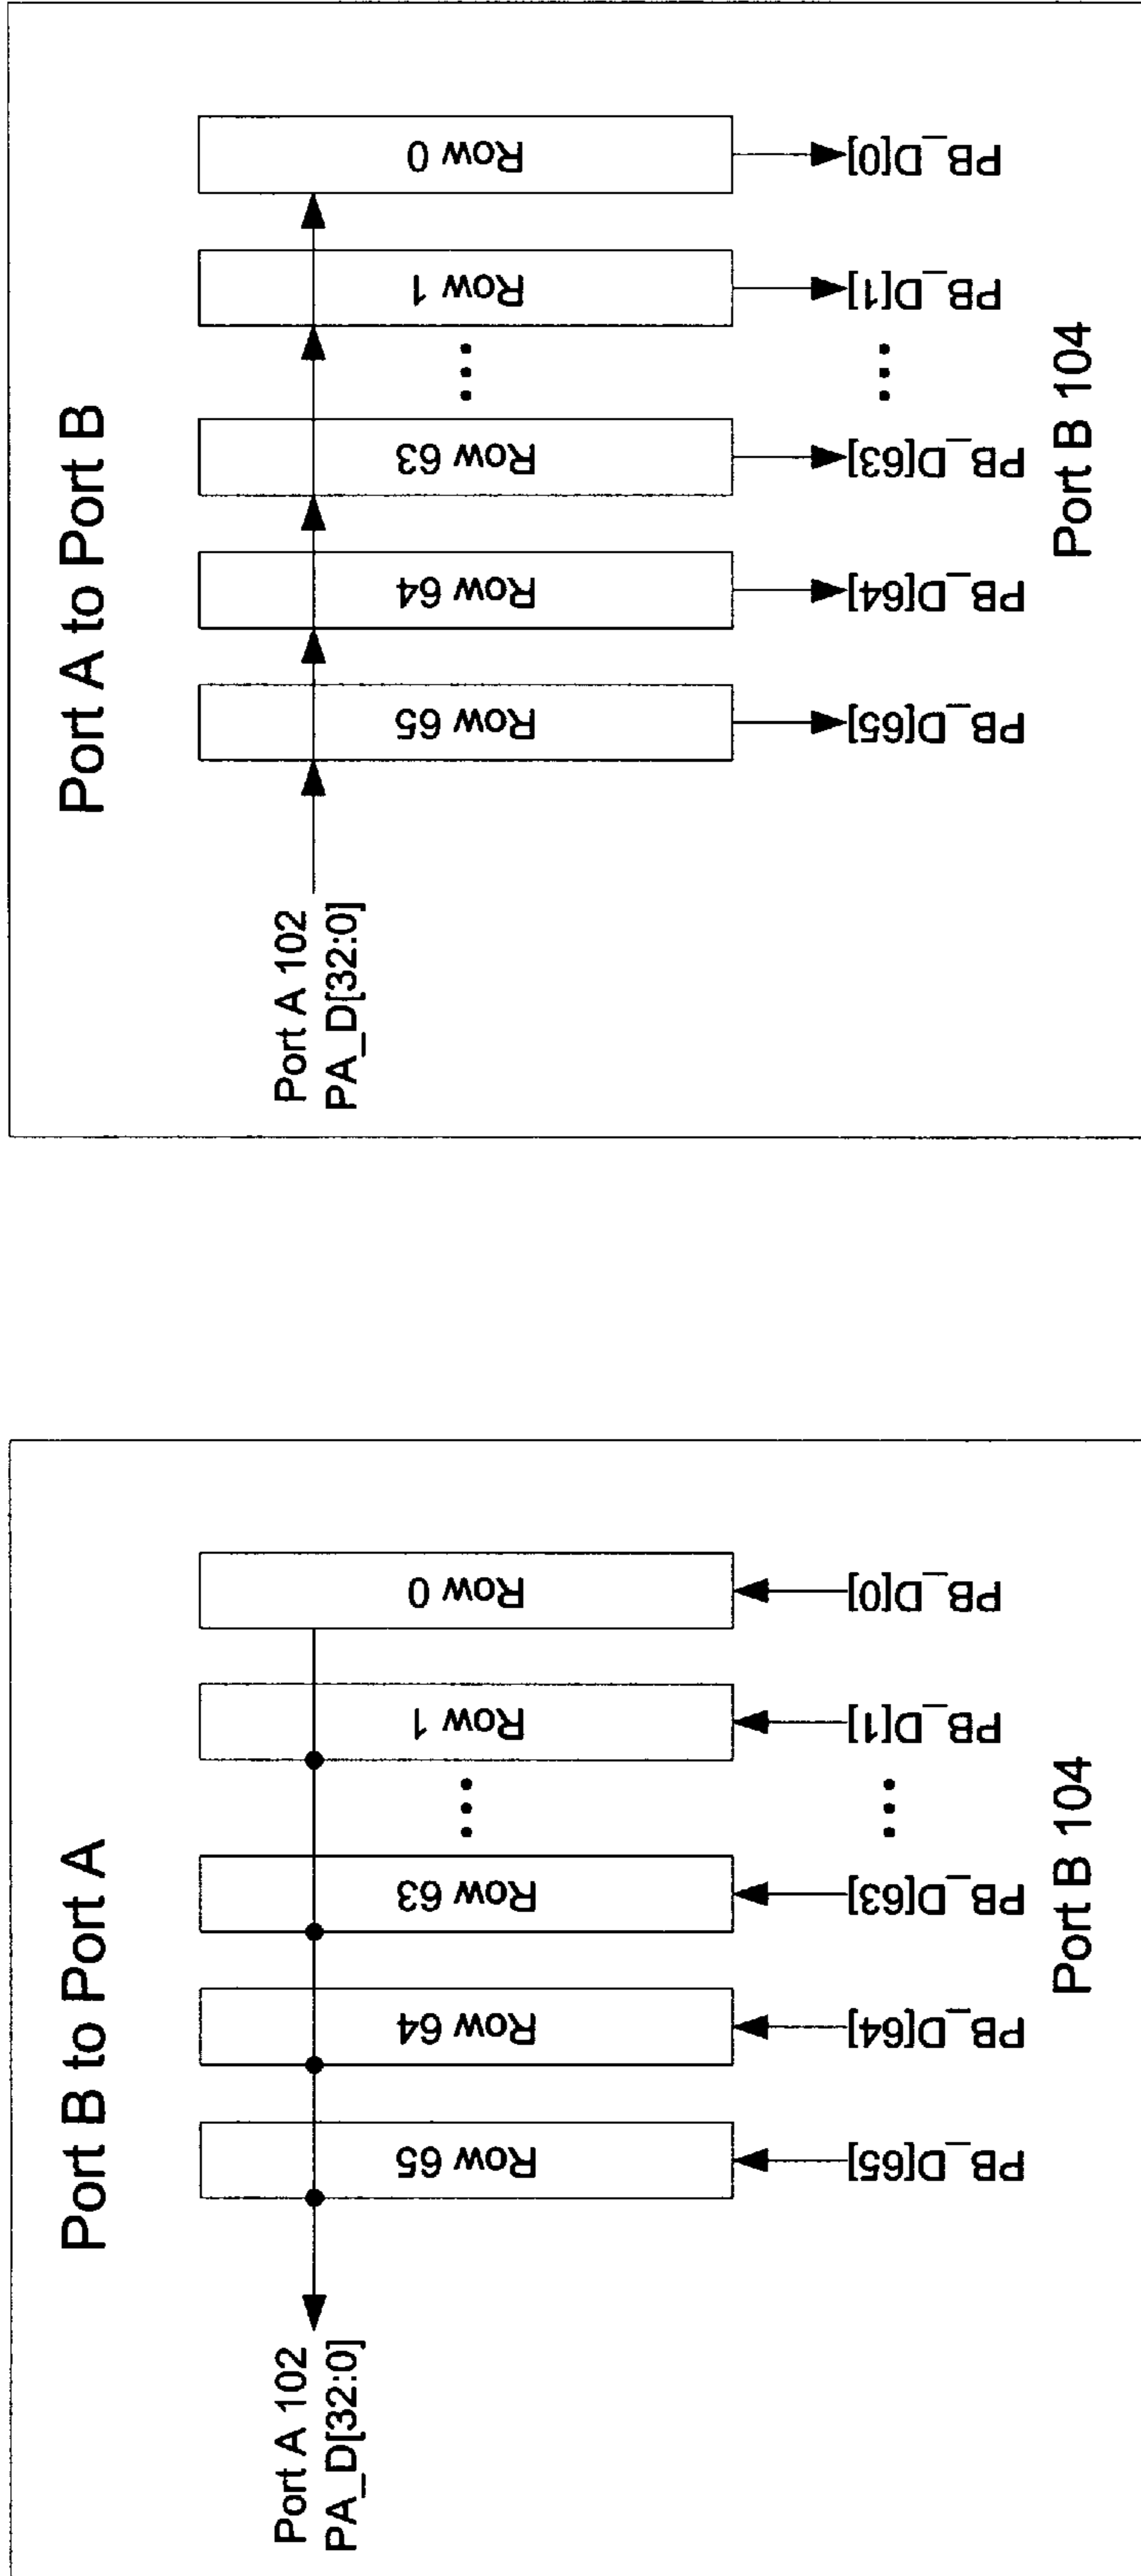 Port A to Port B
Port A 102
PA_D[32:0]
Row 65
Row 64
Row 63
Row 1
Row 0
PB_D[65]
PB_D[64]
PB_D[63]
PB_D[1]
PB_D[0]
Port B 104
Port B to Port A
Port A 102
PA_D[32:0]
Row 65
Row 64
Row 63
Row 1
Row 0
PB_D[65]
PB_D[64]
PB_D[63]
PB_D[1]
PB_D[0]
Port B 104